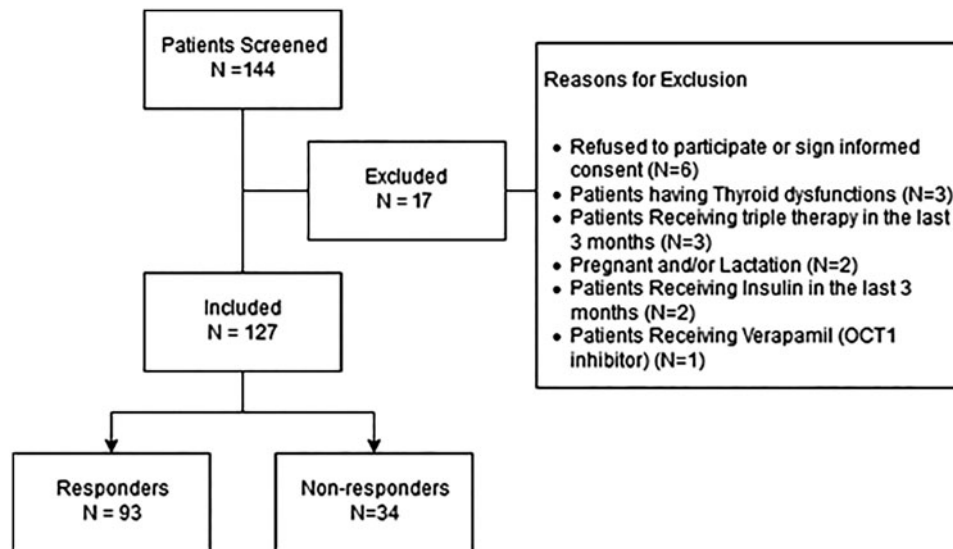 Patients Screened
N =144
Reasons for Exclusion
• Refused to participate or sign informed
consent (N=6)
• Patients having Thyroid dysfunctions (N=3)
• Patients Receiving triple therapy in the last
3 months (N=3)
• Pregnant and/or Lactation (N=2)
• Patients Receiving Insulin in the last 3
months (N=2)
• Patients Receiving Verapamil (OCT1
inhibitor) (N=1)
Excluded
N = 17
Included
N = 127
Responders
N = 93
Non-responders
N=34